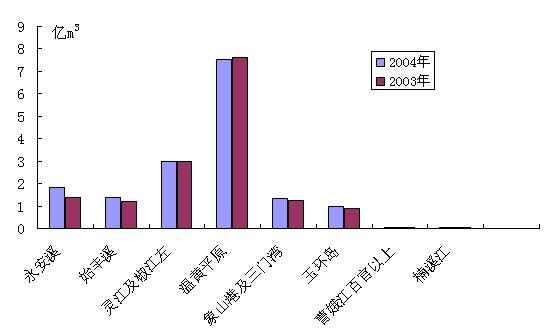 亿m³
9
8
7
6
5
4
3
2
1
0
2004年
2003年
永安溪
始丰溪
灵江及椒江左
温黄平原
象山港及三门湾
玉环岛
曹娥江百官以上
楠溪江